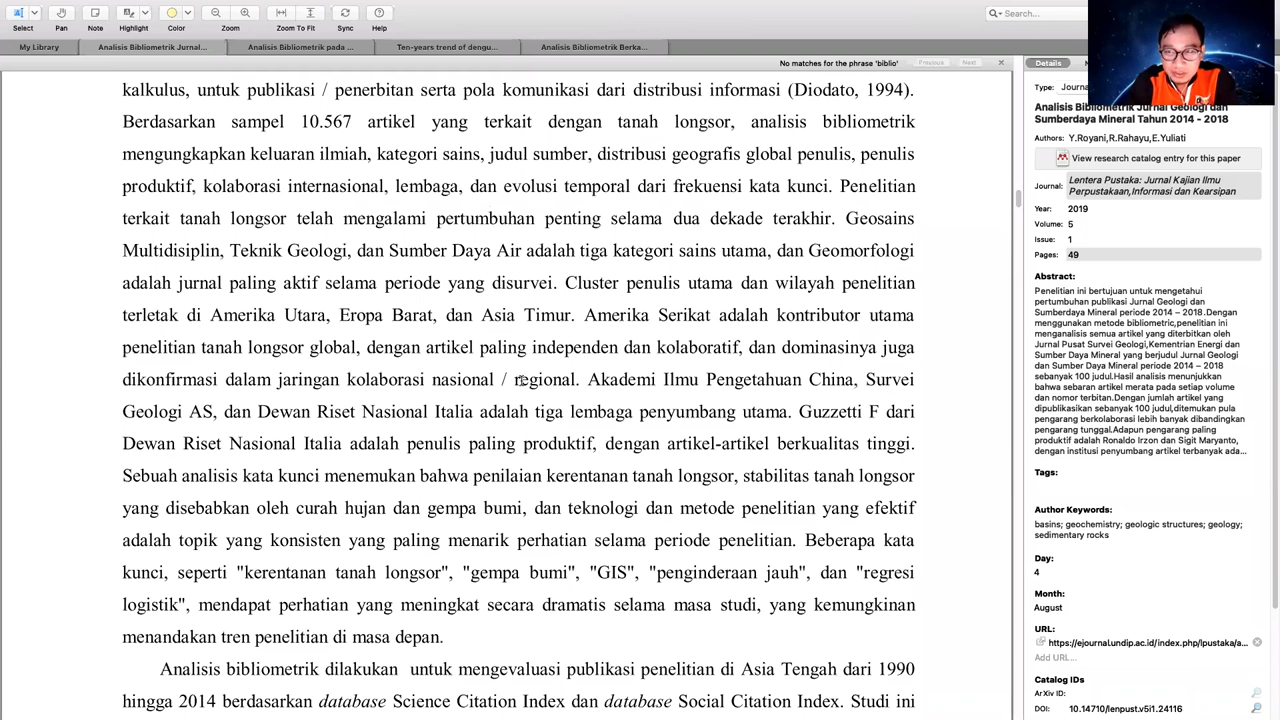 Select
Pan
Note
Highlight
Color
Zoom
Zoom To Fit
Sync
Help
Search...
My Library
Analisis Bibliometrik Jurnal...
Analisis Bibliometrik pada ...
Ten-years trend of dengu...
Analisis Bibliometrik Berka...
No matches for the phrase 'biblio'
Previous
Next
kalkulus, untuk publikasi / penerbitan serta pora komunikasi dari distribusi informasi (Diodato, 1994).
Berdasarkan sampel 10.567 artikel yang terkait dengan tanah longsor, analisis bibliometrik
mengungkapkan keluaran ilmiah, kategori sains, judul sumber, distribusi geografis global penulis, penulis
produktif, kolaborasi internasional, lembaga, dan evolusi temporal dari frekuensi kata kunci. Penelitian
terkait tanah longsor telah mengalami pertumbuhan penting selama dua dekade terakhir. Geosains
Multidisiplin, Teknik Geologi, dan Sumber Daya Air adalah tiga kategori sains utama, dan Geomorfologi
adalah jurnal paling aktif selama periode yang disurvei. Cluster penulis utama dan wilayah penelitian
terletak di Amerika Utara, Eropa Barat, dan Asia Timur. Amerika Serikat adalah kontributor utama
penelitian tanah longsor global, dengan artikel paling independen dan kolaboratif, dan dominasinya juga
dikonfirmasi dalam jaringan kolaborasi nasional / regional. Akademi Ilmu Pengetahuan China, Survei
Geologi AS, dan Dewan Riset Nasional Italia adalah tiga lembaga penyumbang utama. Guzzetti F dari
Dewan Riset Nasional Italia adalah penulis paling produktif, dengan artikel-artikel berkualitas tinggi.
Sebuah analisis kata kunci menemukan bahwa penilaian kerentanan tanah longsor, stabilitas tanah longsor
yang disebabkan oleh curah hujan dan gempa bumi, dan teknologi dan metode penelitian yang efektif
adalah topik yang konsisten yang paling menarik perhatian selama periode penelitian. Beberapa kata
kunci, seperti "kerentanan tanah longsor", "gempa bumi", "GIS", "penginderaan jauh", dan "regresi
logistik", mendapat perhatian yang meningkat secara dramatis selama masa studi, yang kemungkinan
menandakan tren penelitian di masa depan.
Analisis bibliometrik dilakukan untuk mengevaluasi publikasi penelitian di Asia Tengah dari 1990
hingga 2014 berdasarkan database Science Citation Index dan database Social Citation Index. Studi ini
Details
Type: Journa
Analisis Bibliometrik Jurnal Geologi dan
Sumberdaya Mineral Tahun 2014 - 2018
Authors: Y.Royani,R.Rahayu,E.Yuliati
View research catalog entry for this paper
Journal: Lentera Pustaka: Jurnal Kajian Ilmu
Perpustakaan,Informasi dan Kearsipan
Year: 2019
Volume: 5
Issue: 1
Pages: 49
Abstract:
Penelitian ini bertujuan untuk mengetahui
pertumbuhan publikasi Jurnal Geologi dan
Sumberdaya Mineral periode 2014 – 2018.Dengan
menggunakan metode bibliometric,penelitian ini
menganalisis semua artikel yang diterbitkan oleh
Jurnal Pusat Survei Geologi,Kementrian Energi dan
Sumber Daya Mineral yang berjudul Jurnal Geologi
dan Sumber Daya Mineral periode 2014 – 2018
sebanyak 100 judul.Hasil analisis menunjukkan
bahwa sebaran artikel merata pada setiap volume
dan nomor terbitan.Dengan jumlah artikel yang
dipublikasikan sebanyak 100 judul,ditemukan pula
pengarang berkolaborasi lebih banyak dibandingkan
pengarang tunggal.Adapun pengarang paling
produktif adalah Ronaldo Irzon dan Sigit Maryanto,
dengan institusi penyumbang artikel terbanyak ada...
Tags:
Author Keywords:
basins; geochemistry; geologic structures; geology;
sedimentary rocks
Day:
4
Month:
August
URL:
https://ejournal.undip.ac.id/index.php/lpustaka/a...
Add URL...
Catalog IDs
ArXiv ID:
DOI: 10.14710/lenpust.v5i1.24116